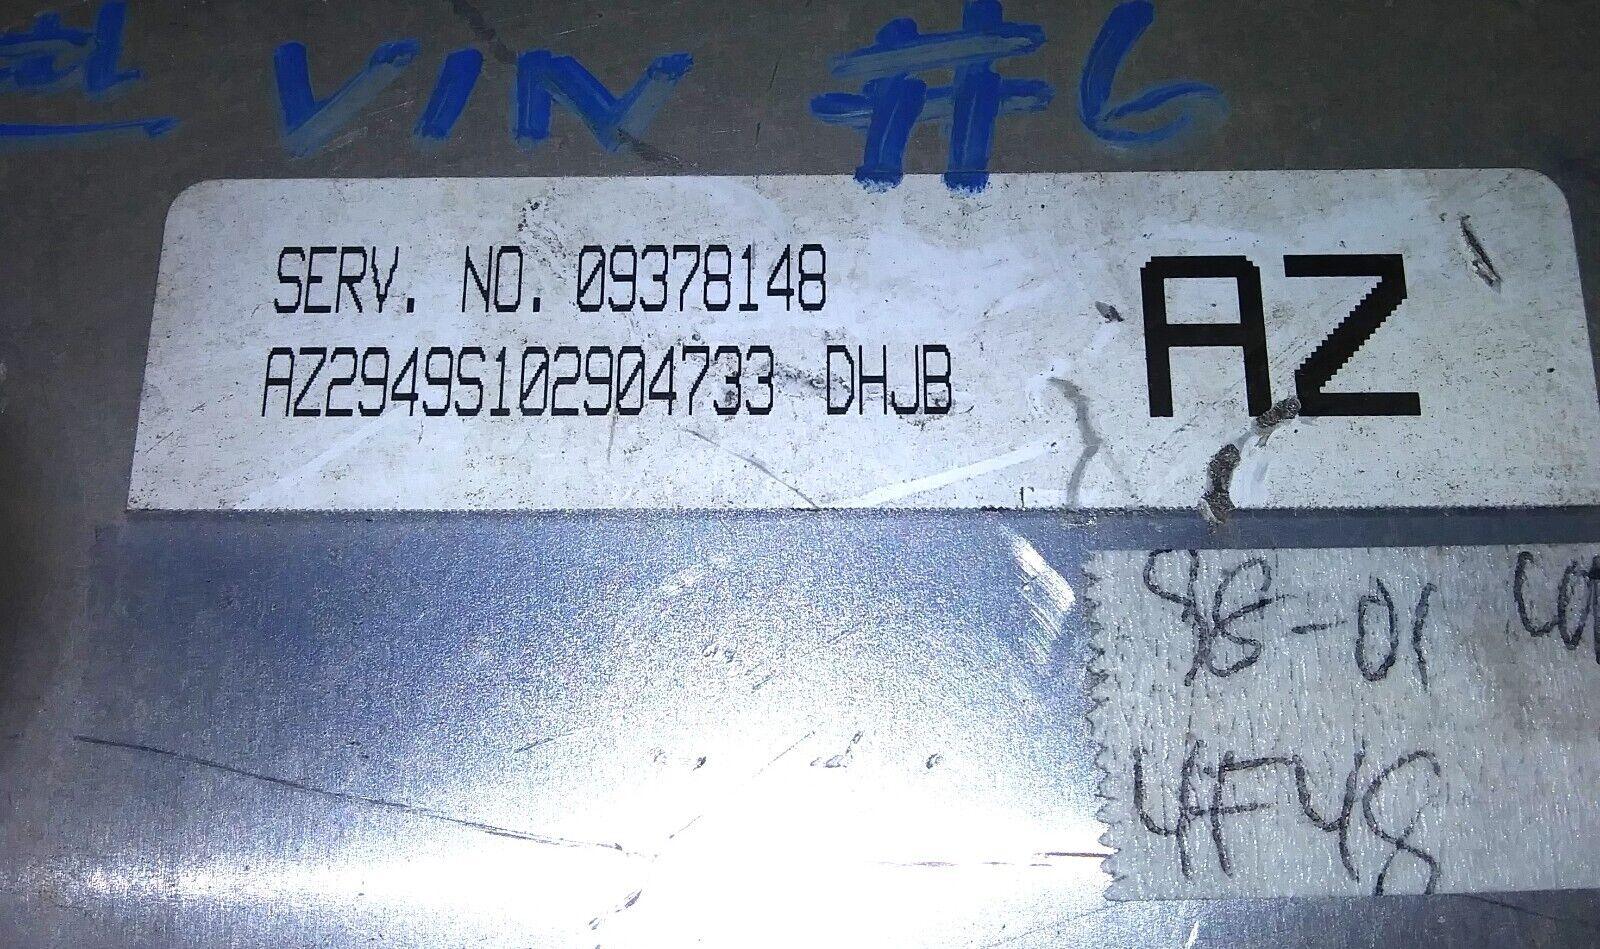 VIN #6
SERV. NO. 09378148
AZ
AZ2949S102904733 DHJB
98-01
4F48